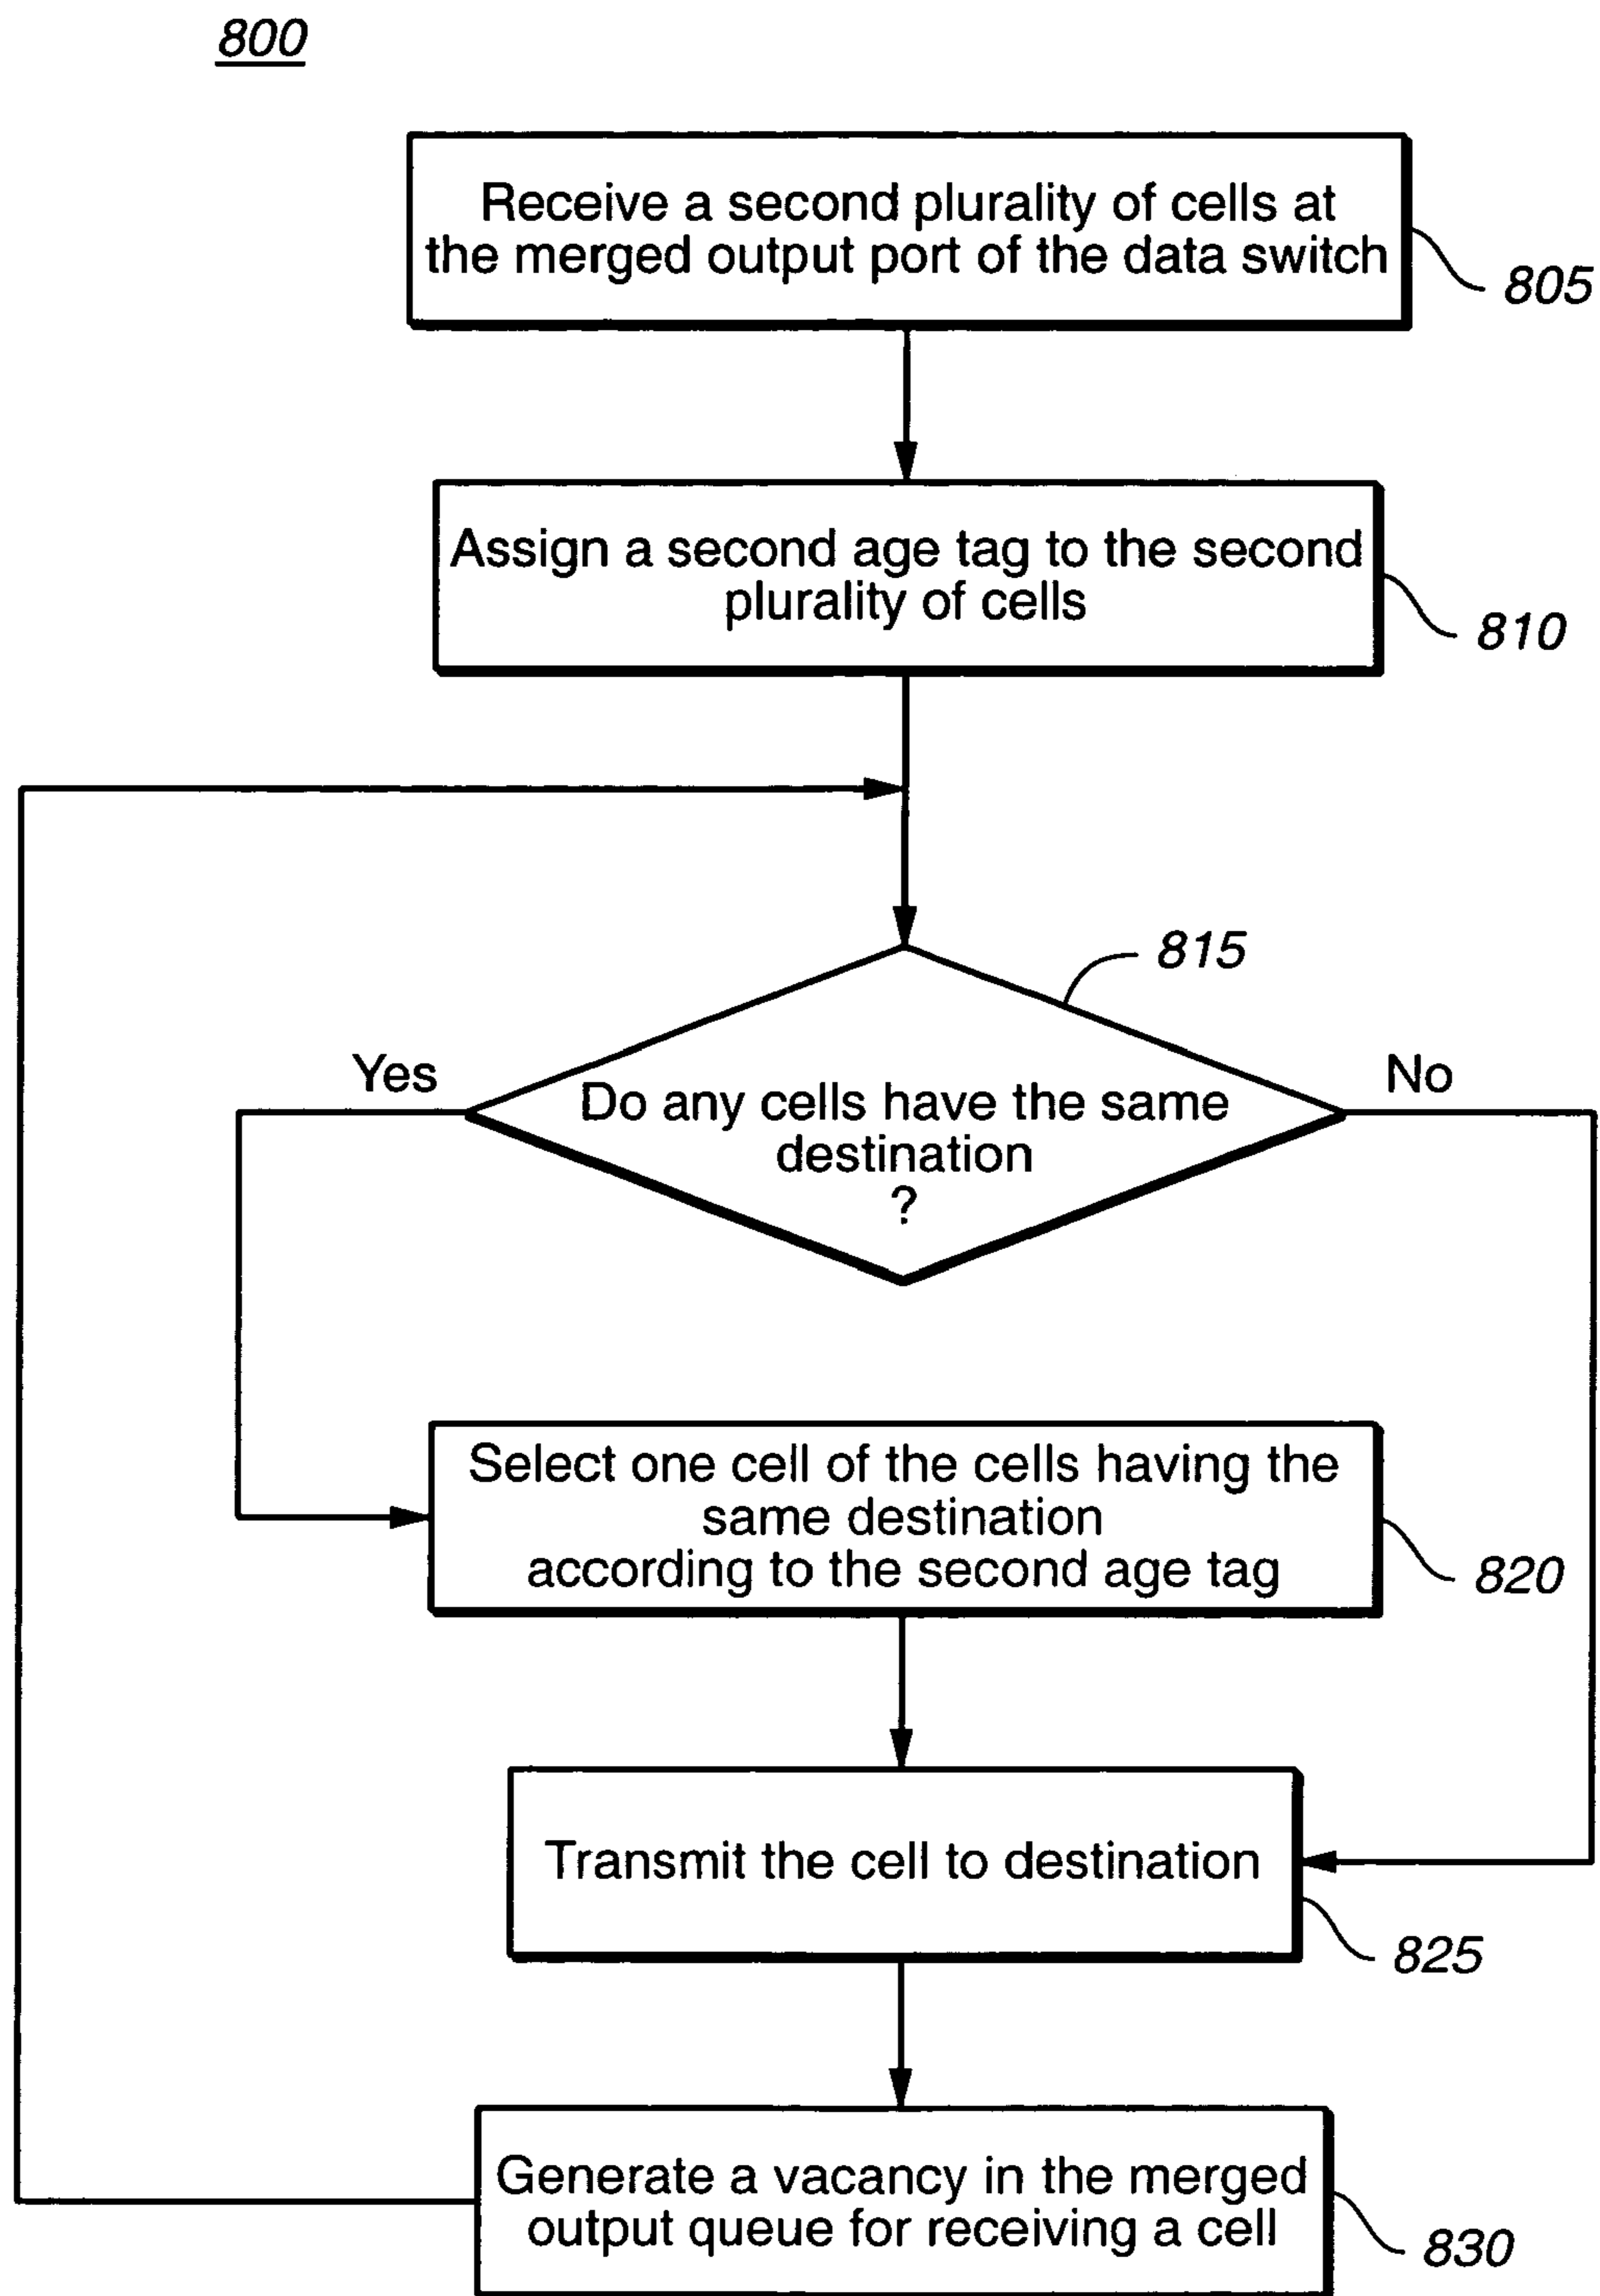 800
Receive a second plurality of cells at
the merged output port of the data switch
805
Assign a second age tag to the second
plurality of cells
810
815
Yes
No
Do any cells have the same
destination
?
Select one cell of the cells having the
same destination
according to the second age tag
820
Transmit the cell to destination
825
Generate a vacancy in the merged
output queue for receiving a cell
830